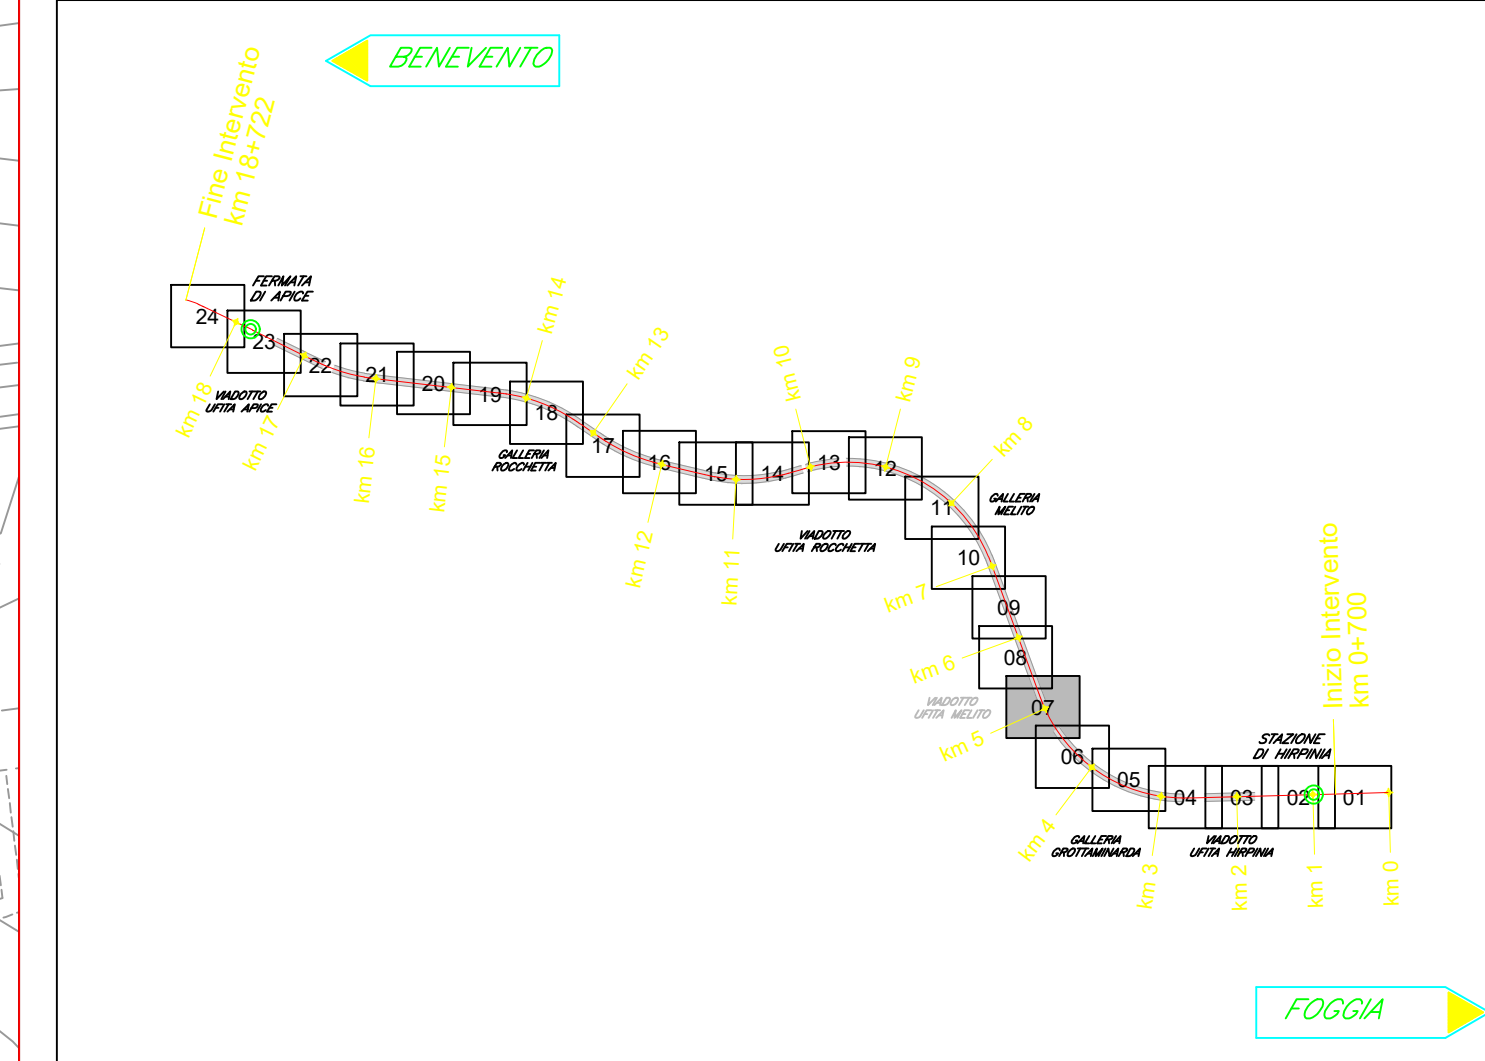 BENEVENTO
Fine Intervento
km 18+722
FERMATA
DI APICE
24
23
22
21
20
19
18
17
16
15
14
13
12
11
10
09
08
07
06
05
04
03
02
01
VIADOTTO
UFITA APICE
GALLERIA
ROCCHETTA
VIADOTTO
UFITA ROCCHETTA
GALLERIA
MELITO
VIADOTTO
UFITA MELITO
GALLERIA
GROTTAMINARDA
VIADOTTO
UFITA HIRPINIA
STAZIONE
DI HIRPINIA
Inizio Intervento
km 0+700
km 18
km 17
km 16
km 15
km 14
km 13
km 12
km 11
km 10
km 9
km 8
km 7
km 6
km 5
km 4
km 3
km 2
km 1
km 0
FOGGIA